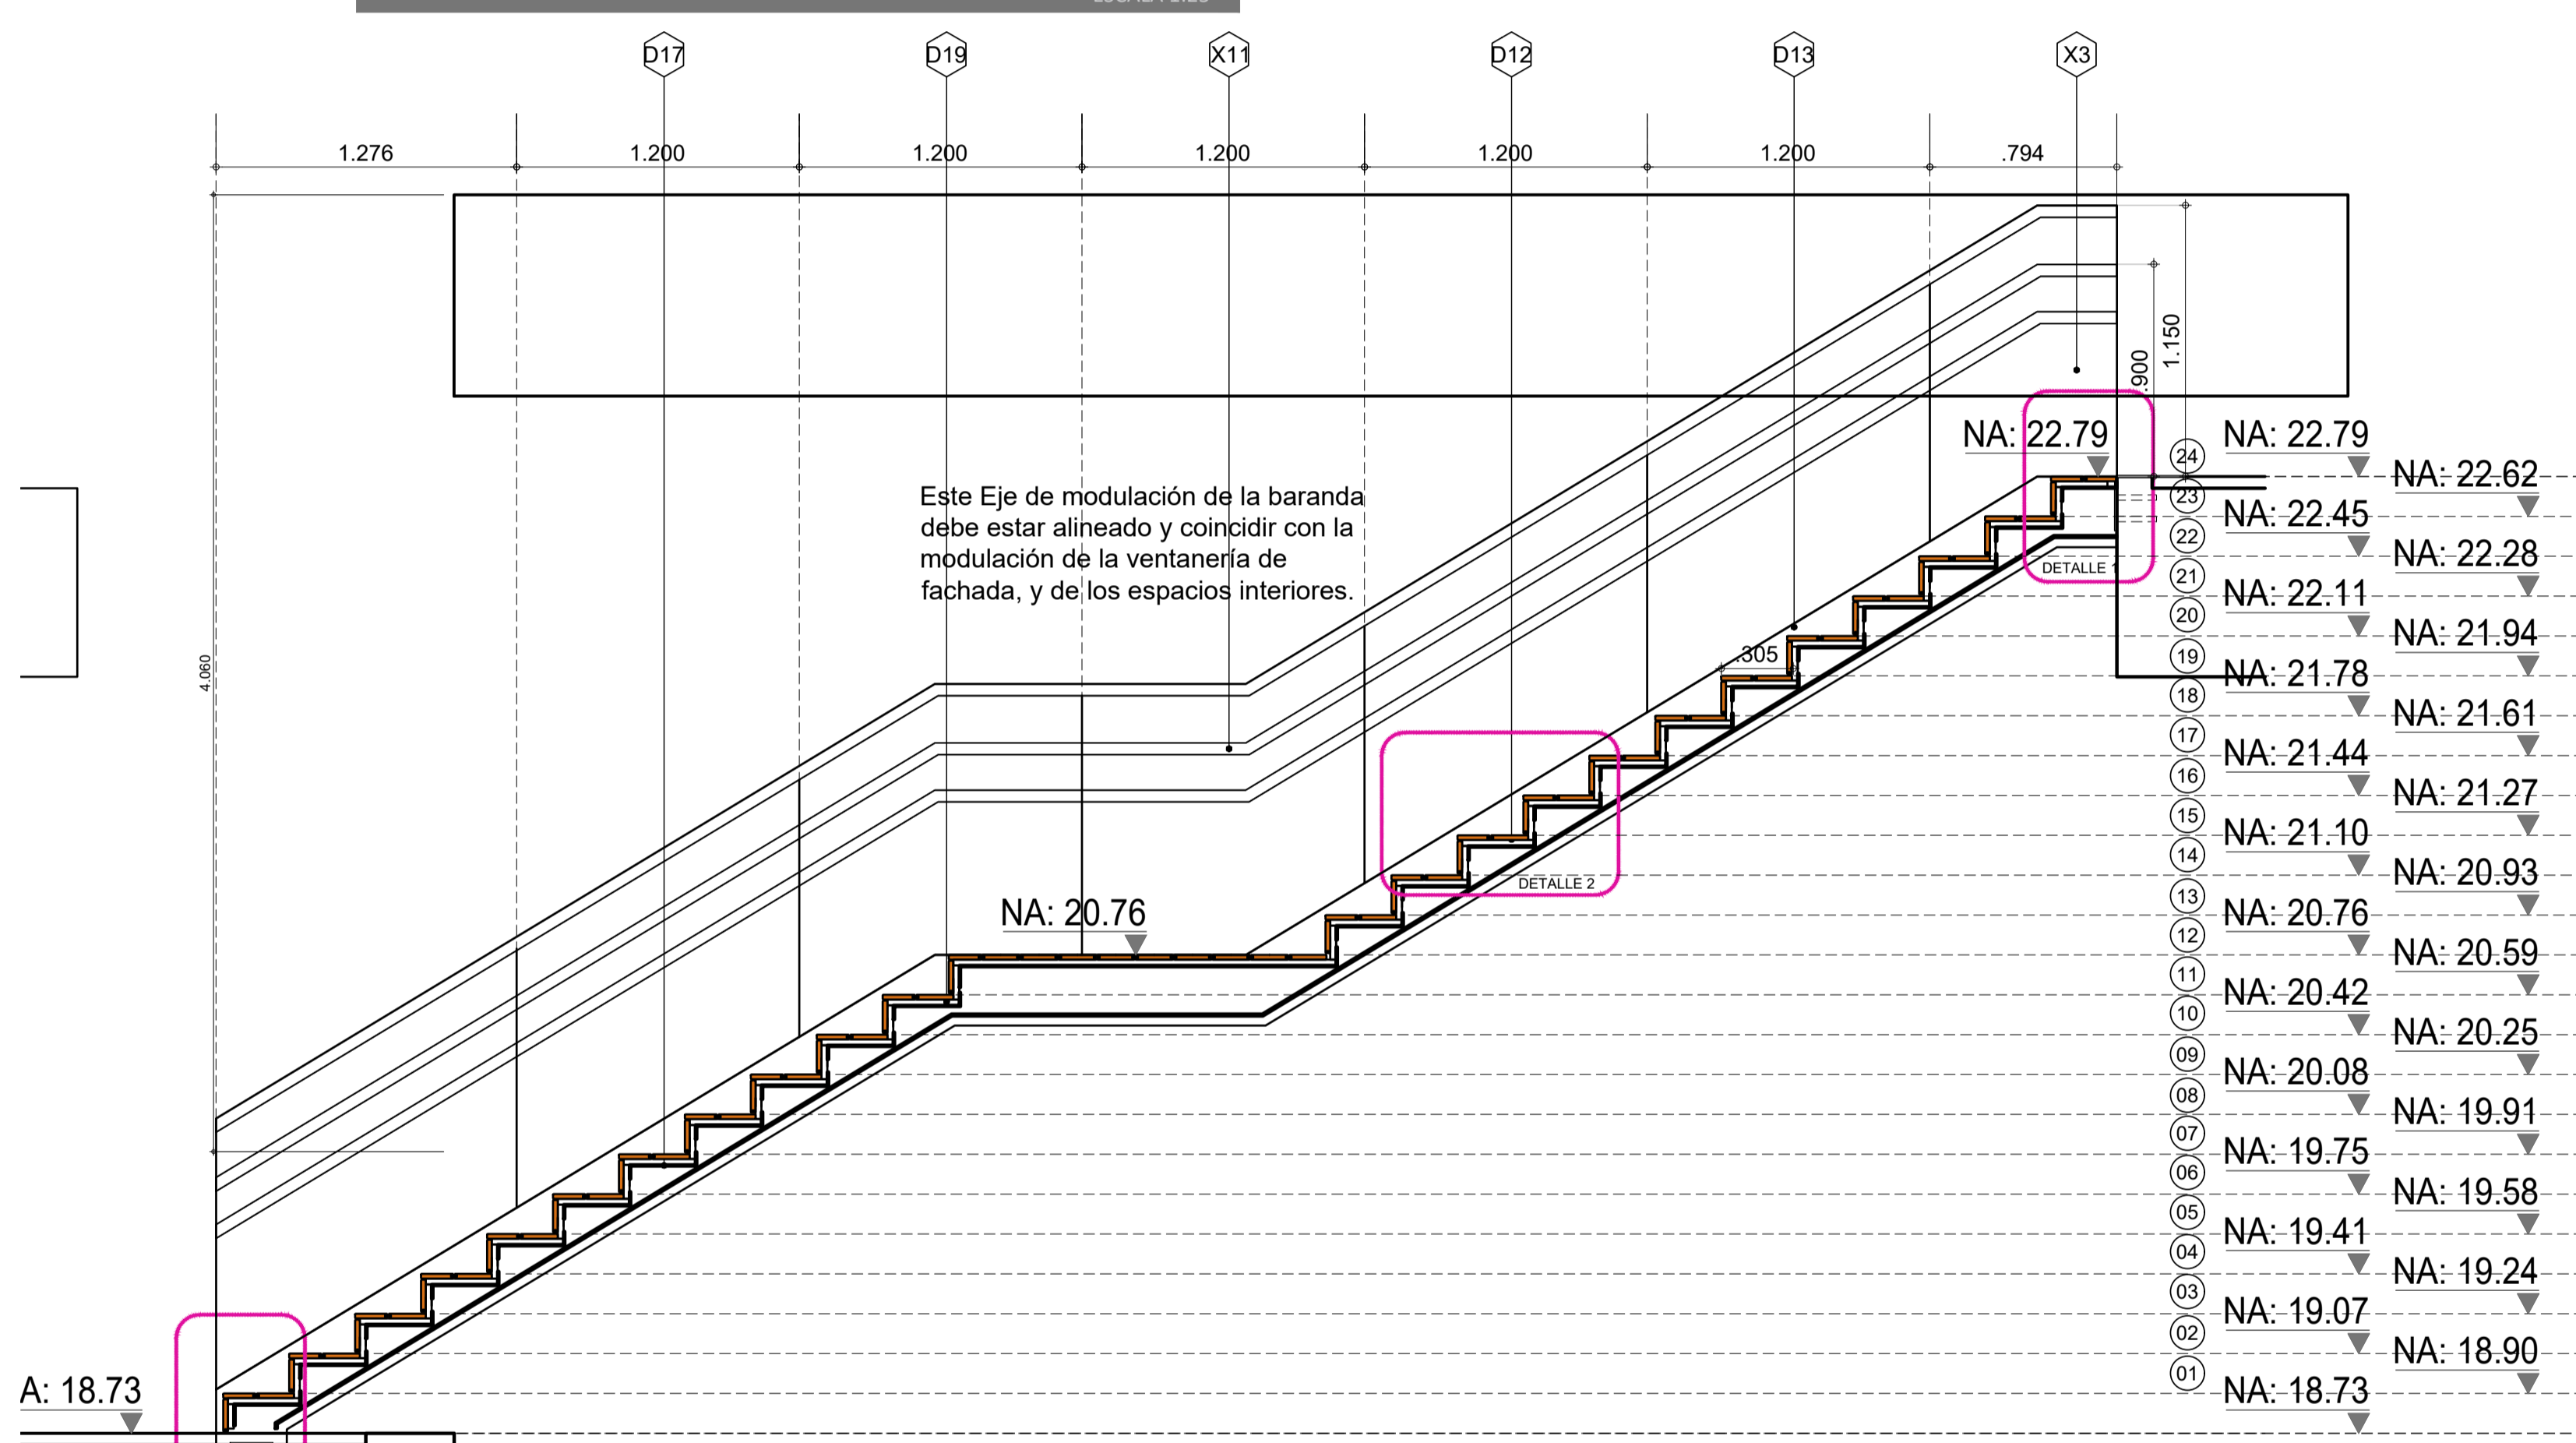 D17 D19 X11 D12 D13 X3
1.276 1.200 1.200 1.200 1.200 1.200 .794
1.150
.900
4.060
Este Eje de modulación de la baranda
debe estar alineado y coincidir con la
modulación de la ventanería de
fachada, y de los espacios interiores.
NA: 22.79
DETALLE 1
.305
DETALLE 2
NA: 20.76
A: 18.73
24 NA: 22.79
23 NA: 22.62
22 NA: 22.45
21 NA: 22.28
20 NA: 22.11
19 NA: 21.94
18 NA: 21.78
17 NA: 21.61
16 NA: 21.44
15 NA: 21.27
14 NA: 21.10
13 NA: 20.93
12 NA: 20.76
11 NA: 20.59
10 NA: 20.42
09 NA: 20.25
08 NA: 20.08
07 NA: 19.91
06 NA: 19.75
05 NA: 19.58
04 NA: 19.41
03 NA: 19.24
02 NA: 19.07
01 NA: 18.90
NA: 18.73